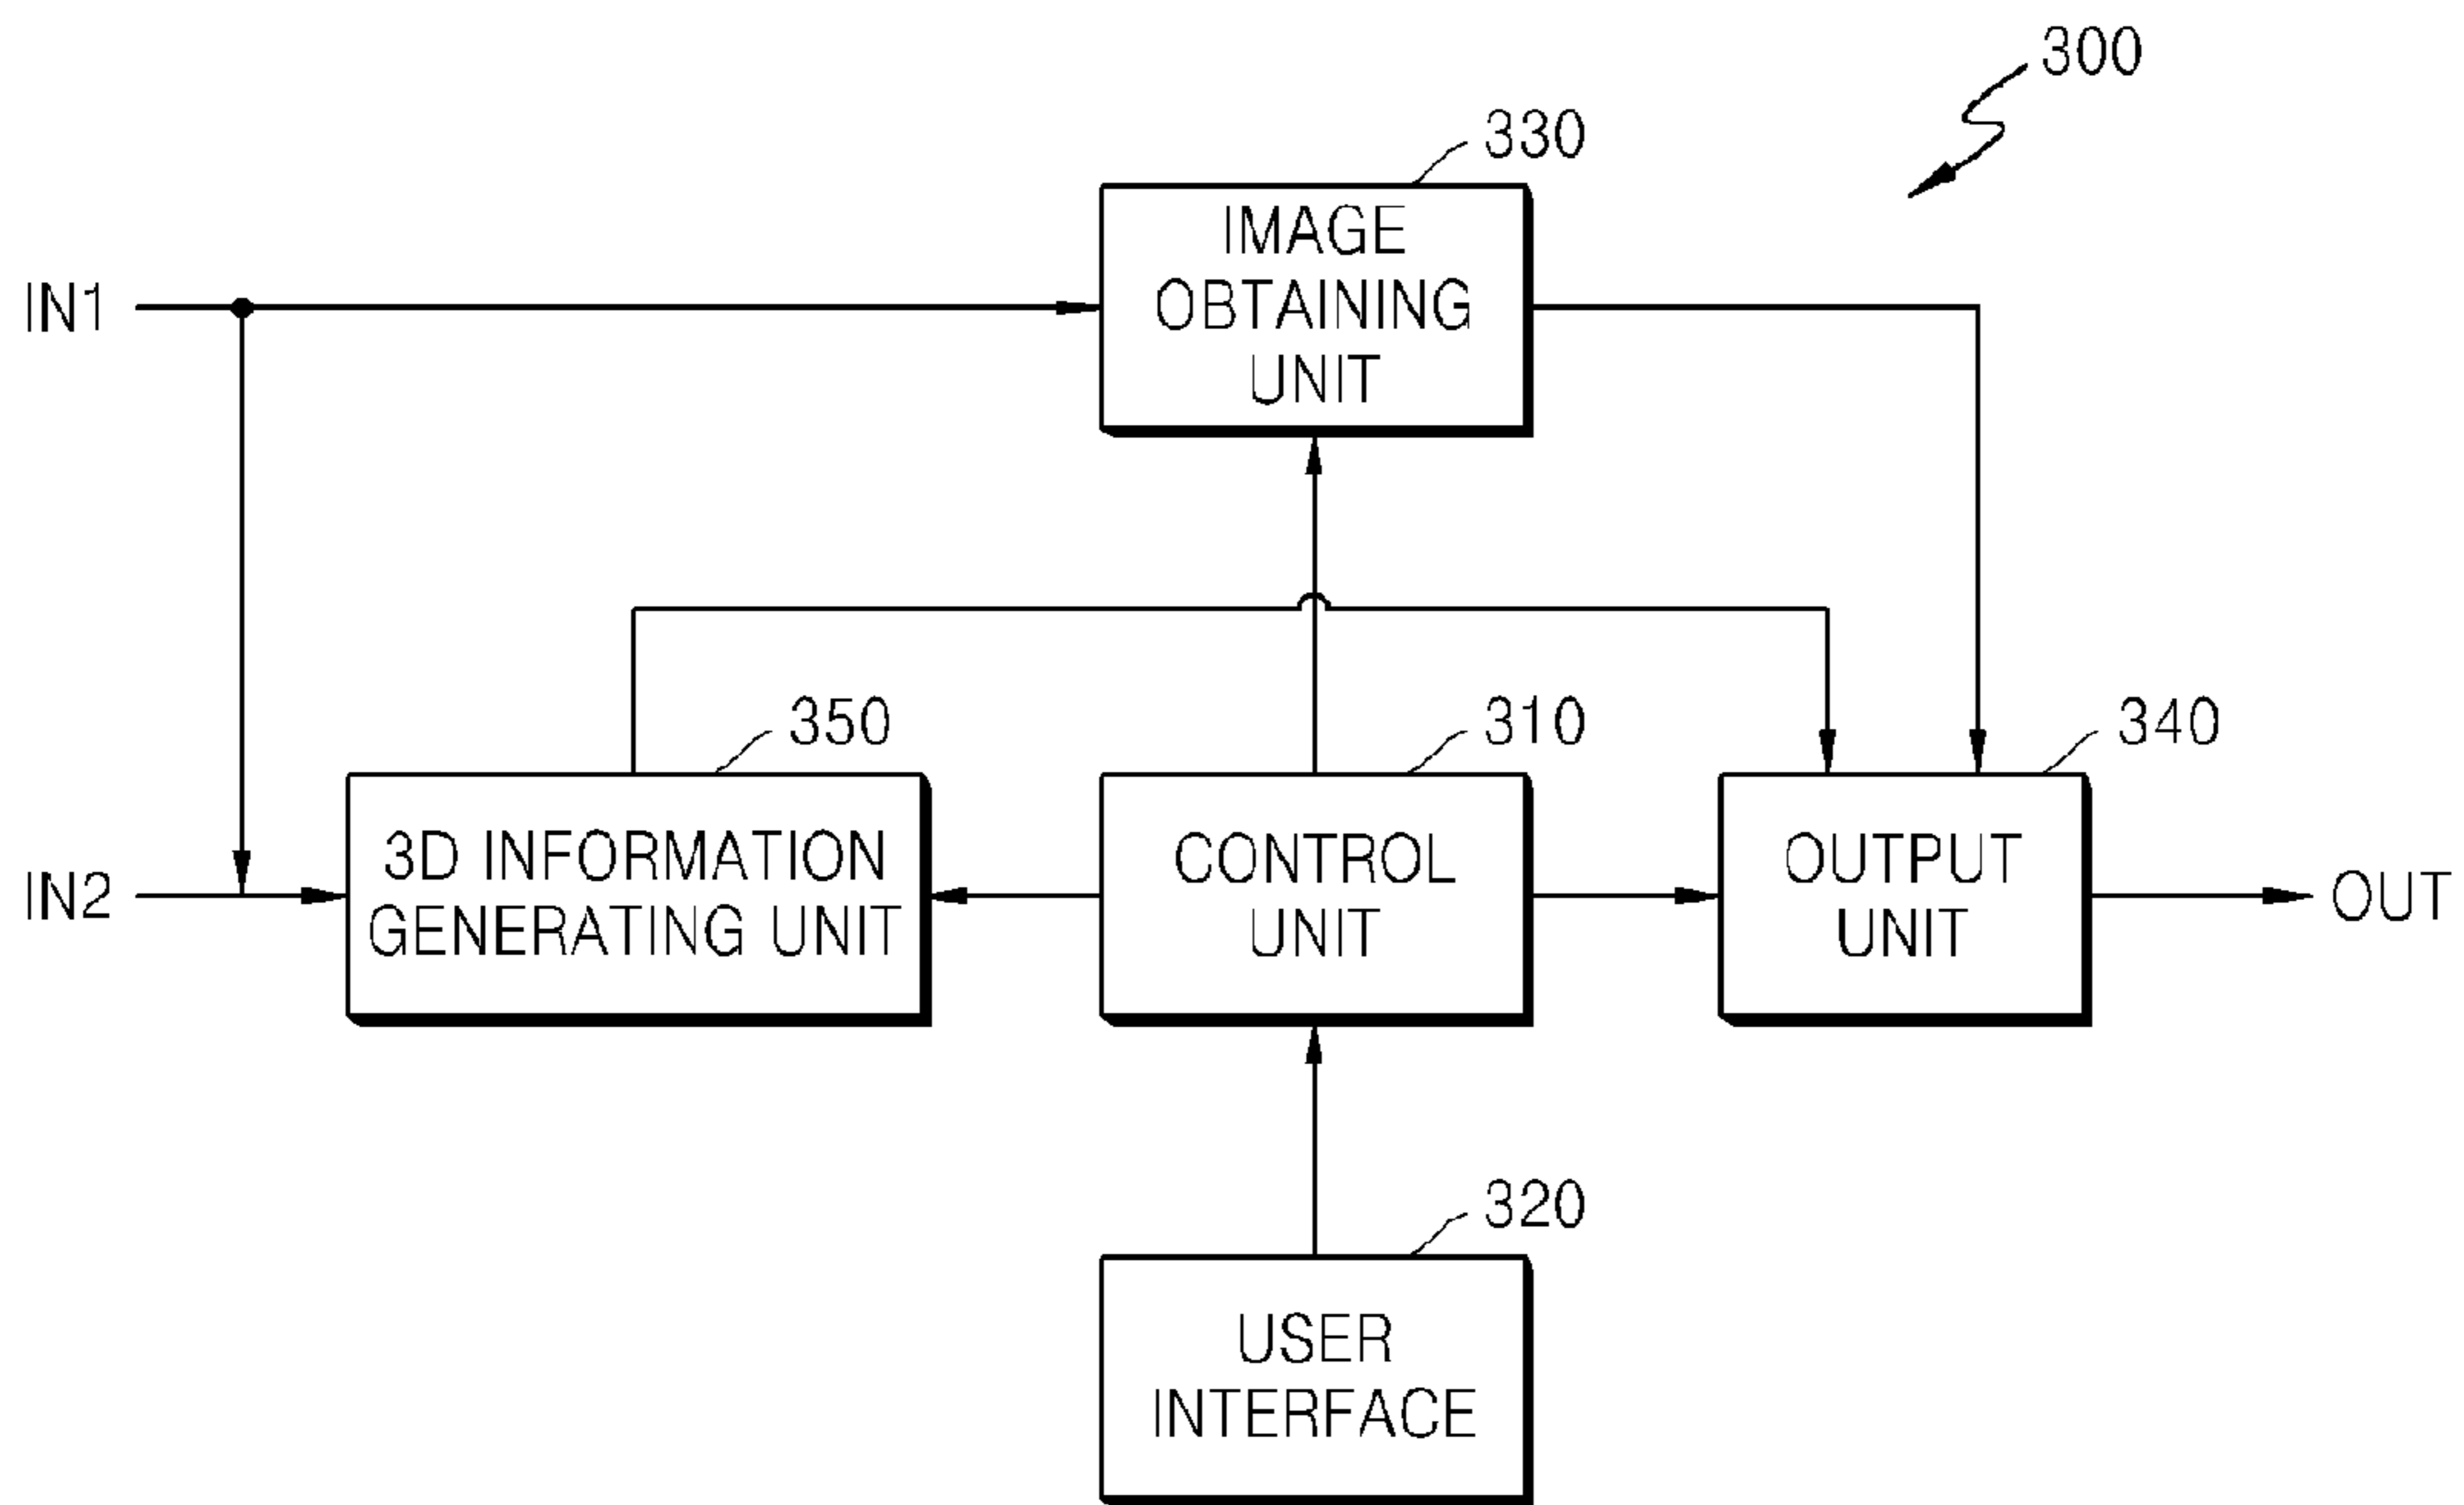 300
330
IMAGE
OBTAINING
UNIT
IN1
350
310
340
3D INFORMATION
GENERATING UNIT
CONTROL
UNIT
OUTPUT
UNIT
IN2
OUT
320
USER
INTERFACE